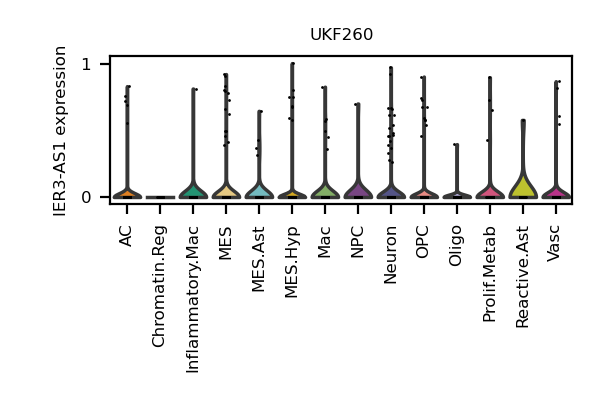 UKF260
IER3-AS1 expression
1
0
AC
Chromatin.Reg
Inflammatory.Mac
MES
MES.Ast
MES.Hyp
Mac
NPC
Neuron
OPC
Oligo
Prolif.Metab
Reactive.Ast
Vasc